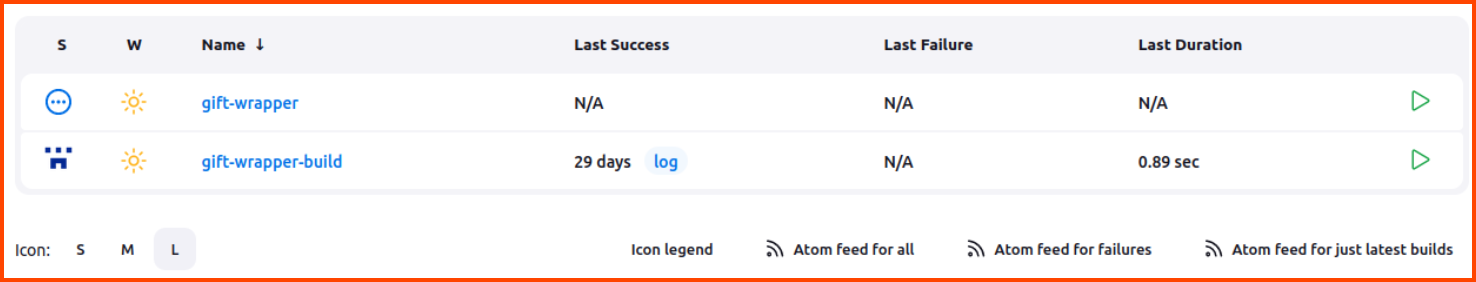 S W Name ↓ Last Success Last Failure Last Duration
gift-wrapper N/A N/A N/A
gift-wrapper-build 29 days log N/A 0.89 sec
Icon: S M L Icon legend Atom feed for all Atom feed for failures Atom feed for just latest builds